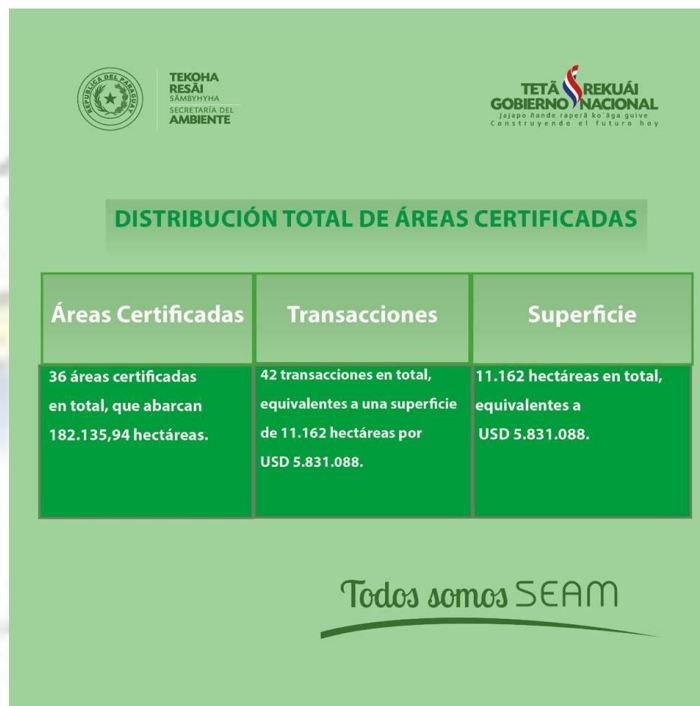 REPUBLICA DEL PARAGUAY
TEKOHA
RESÃI
SÃMBYHYHA
SECRETARÍA DEL
AMBIENTE
TETÃ REKUÁI
GOBIERNO NACIONAL
Jajapo ñande raperã ko'ãga guive
Construyendo el futuro hoy
DISTRIBUCIÓN TOTAL DE ÁREAS CERTIFICADAS
Áreas Certificadas
Transacciones
Superficie
36 áreas certificadas
en total, que abarcan
182.135,94 hectáreas.
42 transacciones en total,
equivalentes a una superficie
de 11.162 hectáreas por
USD 5.831.088.
11.162 hectáreas en total,
equivalentes a
USD 5.831.088.
Todos somos SEAM